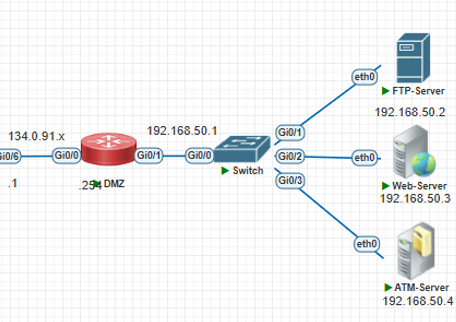 eth0
FTP-Server
192.168.50.2
134.0.91.x
192.168.50.1
Gi0/1
Gi0/6
Gi0/0
Gi0/1
Gi0/0
Gi0/2
eth0
Switch
Gi0/3
.1
.254
DMZ
Web-Server
192.168.50.3
eth0
ATM-Server
192.168.50.4